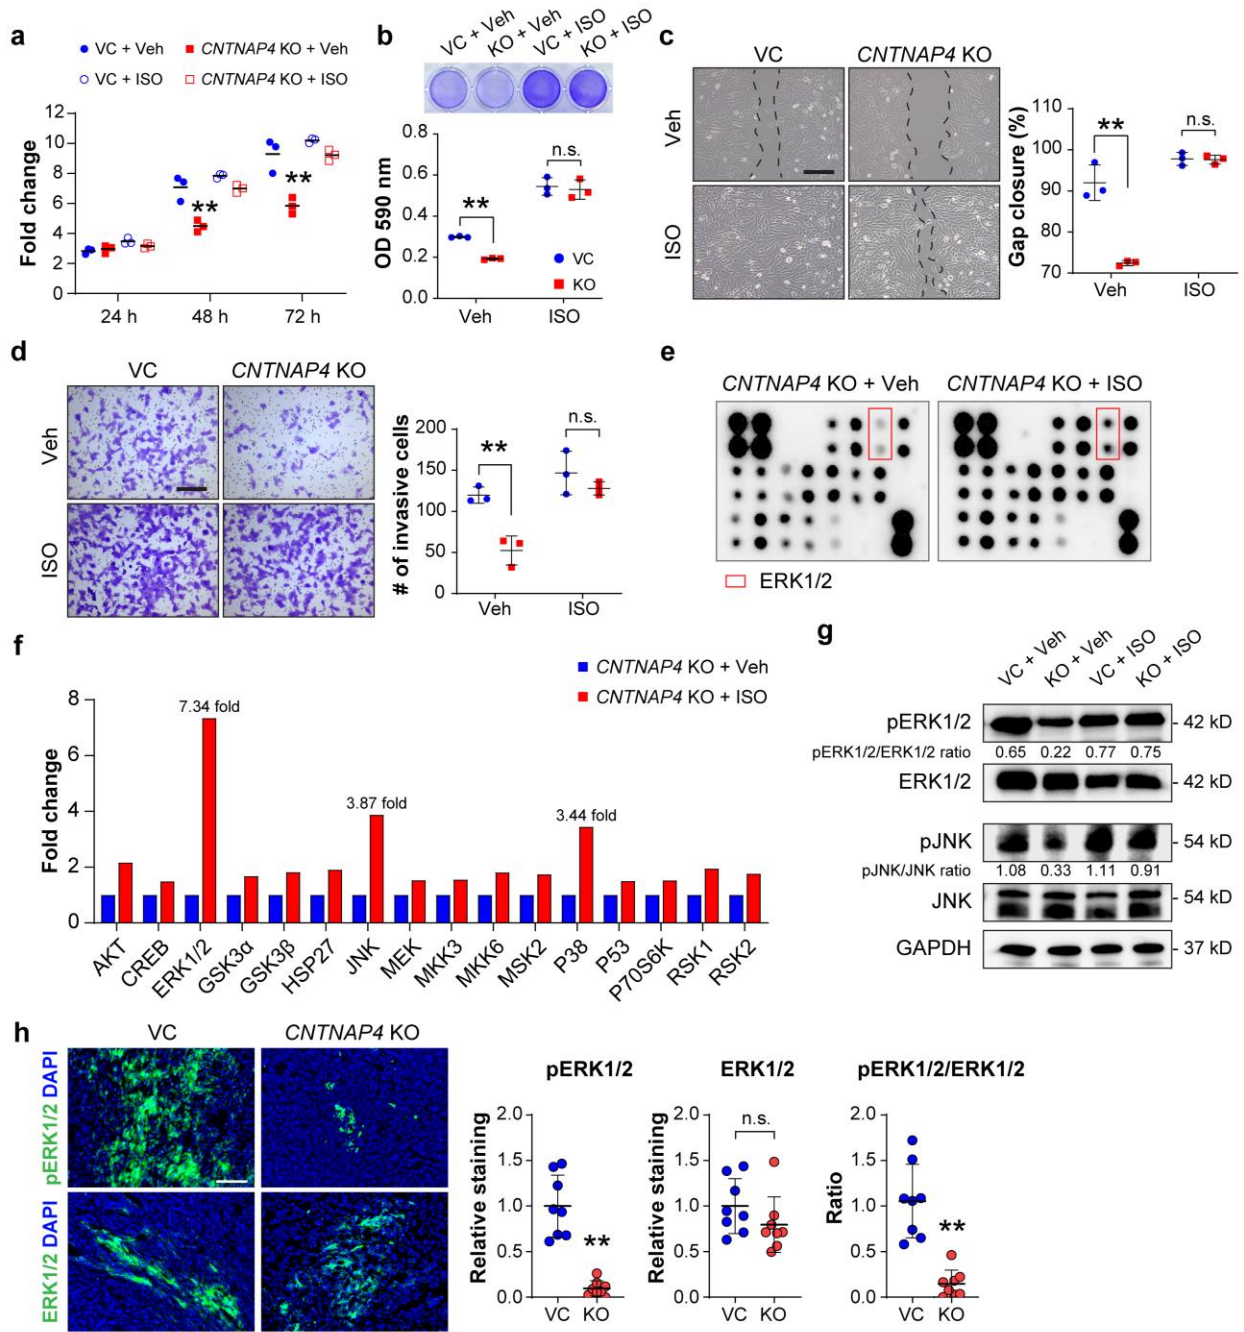 a
VC + Veh CNTNAP4 KO + Veh
VC + ISO CNTNAP4 KO + ISO
Fold change
12
10
8
6
4
2
0
** **
24 h 48 h 72 h
b
VC + Veh KO + Veh VC + ISO KO + ISO
OD 590 nm
0.8
0.6
0.4
0.2
0.0
** n.s.
VC
KO
Veh ISO
c
VC CNTNAP4 KO
Veh
ISO
Gap closure (%)
110
100
90
80
70
** n.s.
Veh ISO
d
VC CNTNAP4 KO
Veh
ISO
# of invasive cells
200
150
100
50
0
** n.s.
Veh ISO
e
CNTNAP4 KO + Veh CNTNAP4 KO + ISO
ERK1/2
f
CNTNAP4 KO + Veh
CNTNAP4 KO + ISO
Fold change
8
6
4
2
0
7.34 fold
3.87 fold
3.44 fold
AKT CREB ERK1/2 GSK3α GSK3β HSP27 JNK MEK MKK3 MKK6 MSK2 P38 P53 P70S6K RSK1 RSK2
g
VC + Veh KO + Veh VC + ISO KO + ISO
pERK1/2 - 42 kD
pERK1/2/ERK1/2 ratio 0.65 0.22 0.77 0.75
ERK1/2 - 42 kD
pJNK - 54 kD
pJNK/JNK ratio 1.08 0.33 1.11 0.91
JNK - 54 kD
GAPDH - 37 kD
h
VC CNTNAP4 KO
pERK1/2 DAPI
ERK1/2 DAPI
pERK1/2
Relative staining
2.0
1.5
1.0
0.5
0.0
**
VC KO
ERK1/2
Relative staining
2.0
1.5
1.0
0.5
0.0
n.s.
VC KO
pERK1/2/ERK1/2
Ratio
2.0
1.5
1.0
0.5
0.0
**
VC KO